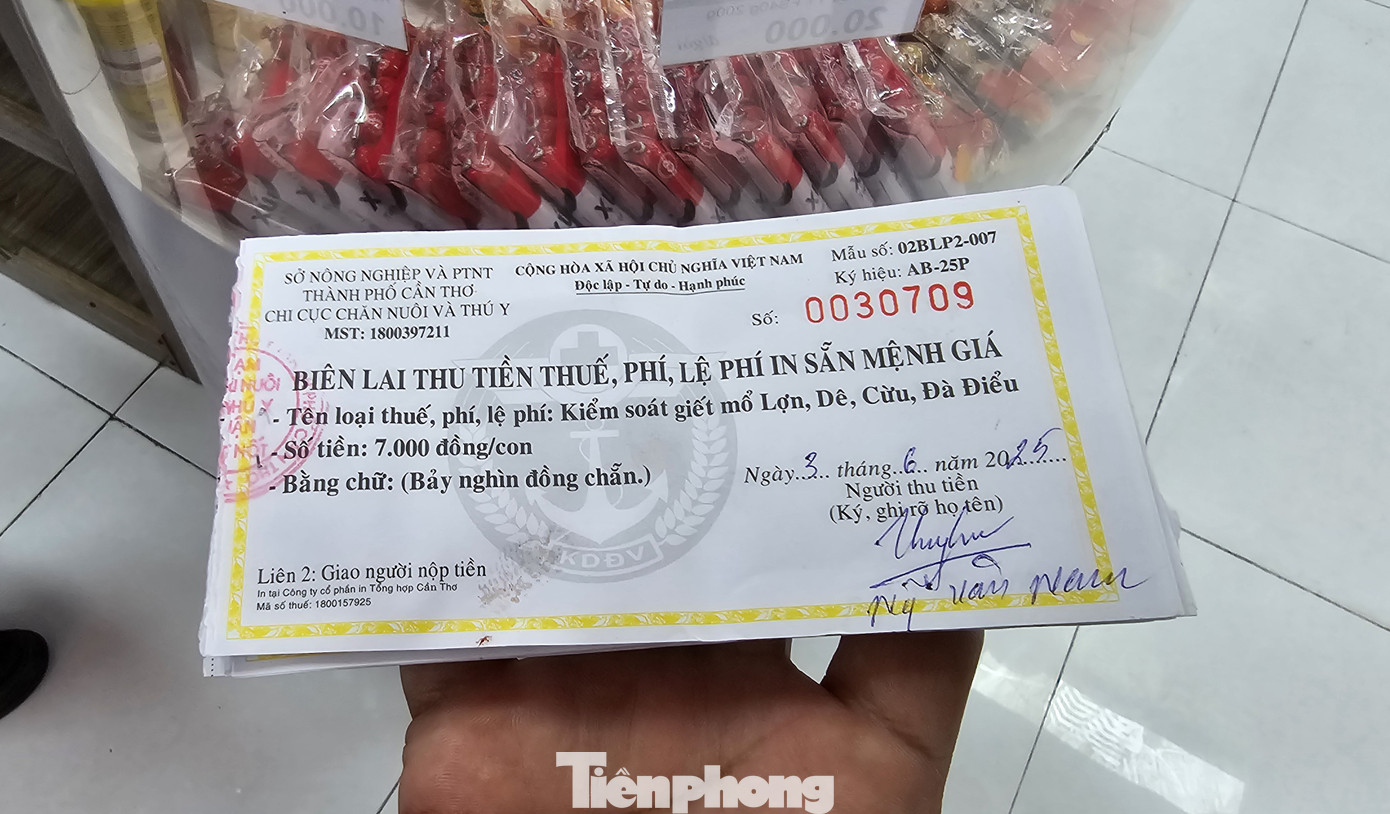 10.000
20.000
SỞ NÔNG NGHIỆP VÀ PTNT
THÀNH PHỐ CẦN THƠ
CHI CỤC CHĂN NUÔI VÀ THÚ Y
MST: 1800397211
CỘNG HÒA XÃ HỘI CHỦ NGHĨA VIỆT NAM
Độc lập - Tự do - Hạnh phúc
Mẫu số: 02BLP2-007
Ký hiệu: AB-25P
Số: 0030709
BIÊN LAI THU TIỀN THUẾ, PHÍ, LỆ PHÍ IN SẴN MỆNH GIÁ
- Tên loại thuế, phí, lệ phí: Kiểm soát giết mổ Lợn, Dê, Cừu, Đà Điểu
- Số tiền: 7.000 đồng/con
- Bằng chữ: (Bảy nghìn đồng chẵn.)
Ngày..3... tháng..6.. năm 2025
Người thu tiền
(Ký, ghi rõ họ tên)
Ng Văn Nam
KDĐV
Liên 2: Giao người nộp tiền
In tại Công ty cổ phần in Tổng hợp Cần Thơ
Mã số thuế: 1800157925
Tiênphong